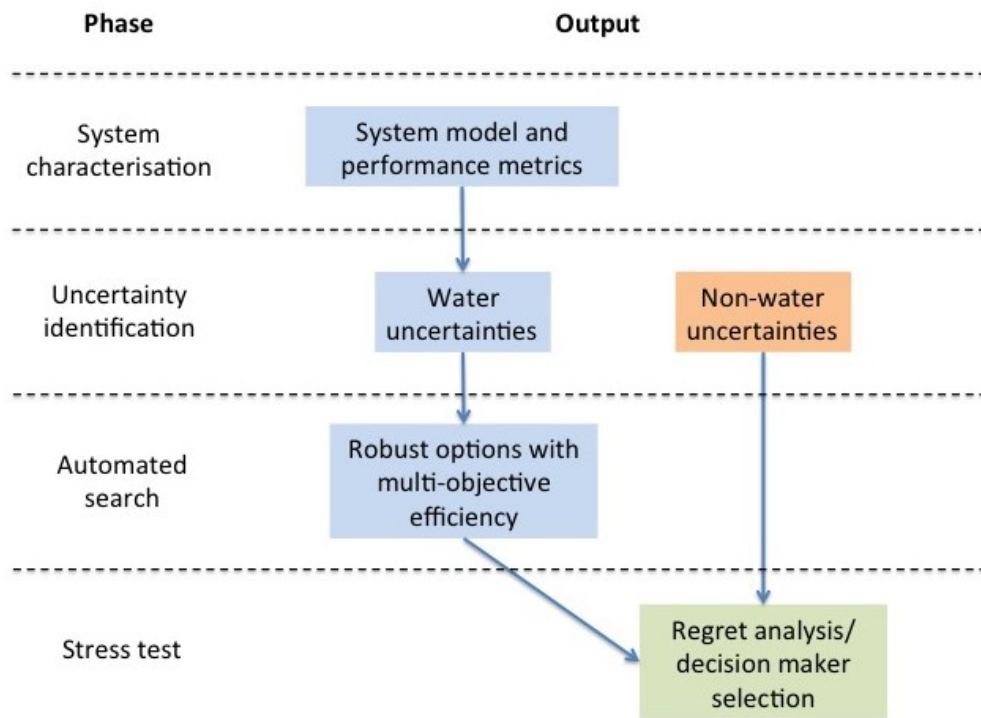 Phase
Output
System
characterisation
System model and
performance metrics
Uncertainty
identification
Water
uncertainties
Non-water
uncertainties
Automated
search
Robust options with
multi-objective
efficiency
Stress test
Regret analysis/
decision maker
selection